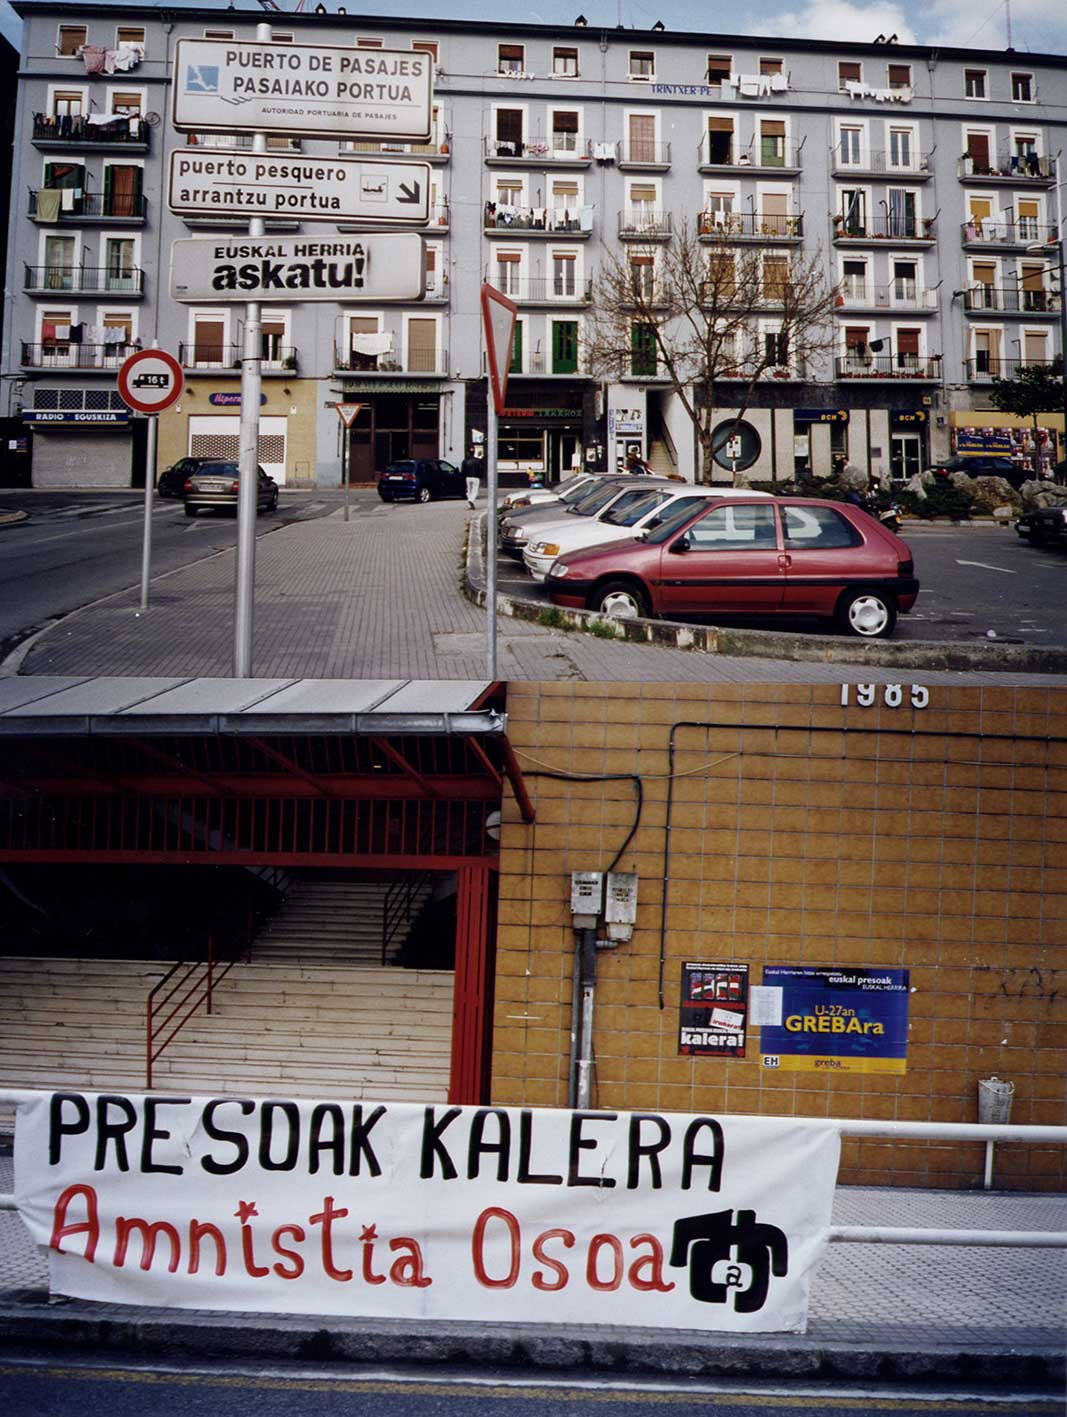 PUERTO DE PASAJES
PASAIAKO PORTUA
AUTORIDAD PORTUARIA DE PASAJES
puerto pesquero
arrantzu portua
EUSKAL HERRIA
askatu!
TRINTXER-PE
16t
RADIO EGUSKIZA
BCH
BCH
1985
kalera!
euskal presoak
EUSKAL HERRIRA
U-27an
GREBAra
EH
greba
PRESOAK KALERA
Amnistia Osoa
a